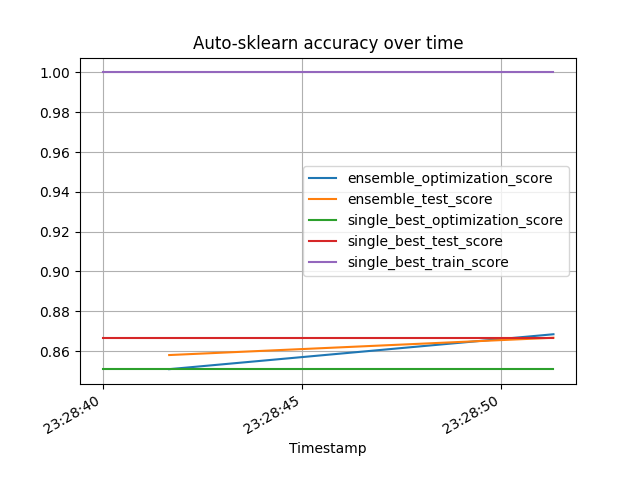 Auto-sklearn accuracy over time
1.00
0.98
0.96
0.94
0.92
0.90
0.88
0.86
ensemble_optimization_score
ensemble_test_score
single_best_optimization_score
single_best_test_score
single_best_train_score
23:28:40
23:28:45
23:28:50
Timestamp